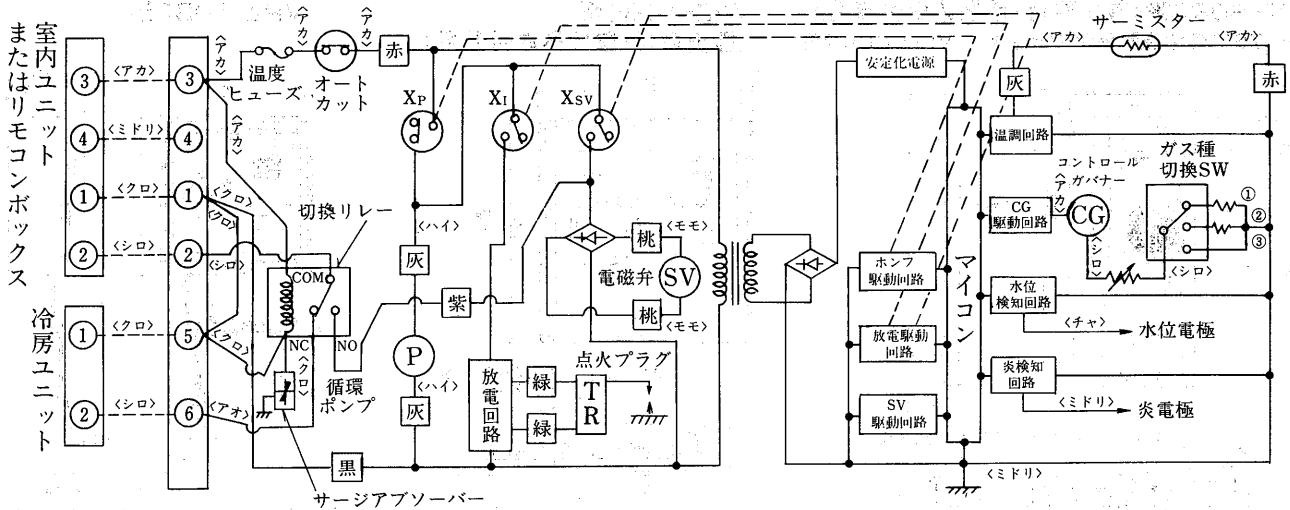 室内ユニット
またはリモコンボックス
③
〈アカ〉
③
④
〈ミドリ〉
④
①
〈クロ〉
①
②
〈シロ〉
②
冷房ユニット
①
〈クロ〉
⑤
②
〈シロ〉
⑥
〈アカ〉
温度
ヒューズ
〈アカ〉
オート
カット
〈アカ〉
赤
〈アカ〉
〈クロ〉
〈クロ〉
〈シロ〉
〈クロ〉
〈アオ〉
切換リレー
COM
NC
NO
〈クロ〉
循環
ポンプ
サージアブソーバー
黒
XP
XI
XSV
〈ハイ〉
灰
紫
P
〈ハイ〉
灰
桃
〈モモ〉
電磁弁
SV
桃
〈モモ〉
放電回路
緑
緑
点火プラグ
TR
安定化電源
マイコン
ポンプ
駆動回路
放電駆動
回路
SV
駆動回路
サーミスター
〈アカ〉
〈アカ〉
灰
赤
温調回路
コントロール
ガバナー
〈アカ〉
CG
駆動回路
CG
〈シロ〉
ガス種
切換SW
①
②
③
〈シロ〉
水位
検知回路
〈チャ〉
水位電極
炎検知
回路
〈ミドリ〉
炎電極
〈ミドリ〉